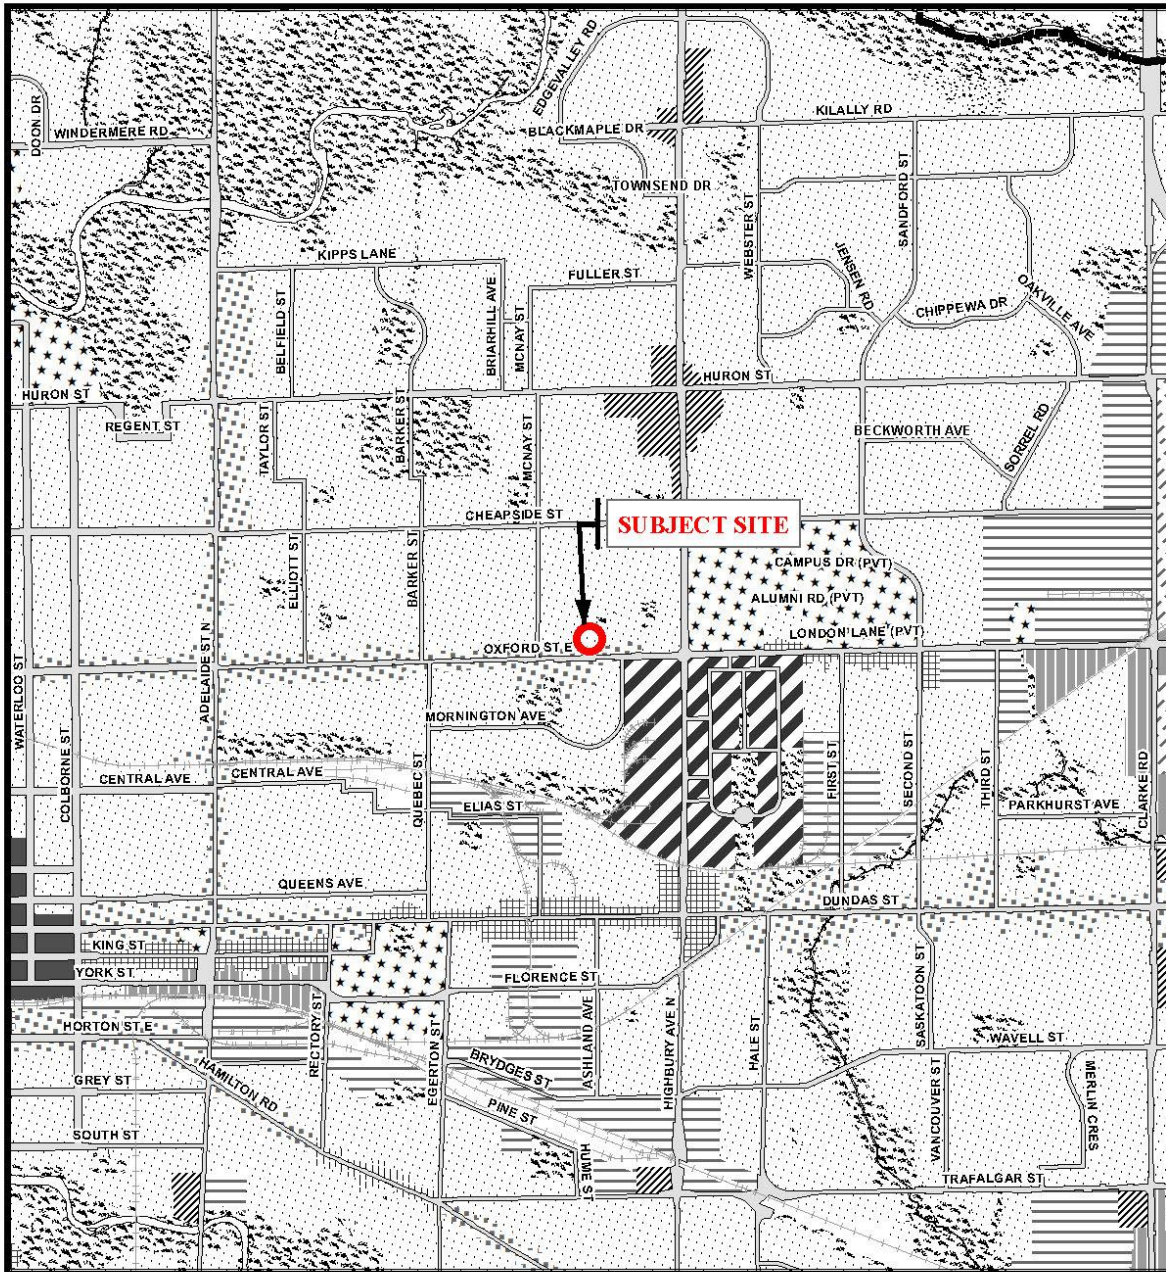 EDGEVALLEY RD
DOON DR
WINDERMERE RD
BLACKMAPLE DR
KILALLY RD
TOWNSEND DR
WEBSTER ST
SANDFORD ST
KIPPS LANE
FULLER ST
JENSEN RD
CHIPPEWA DR
OAKVILLE AVE
BELFIELD ST
BRIARHILL AVE
MCNAY ST
HURON ST
HURON ST
REGENT ST
TAYLOR ST
BARKER ST
MCNAY ST
BECKWORTH AVE
SORREL RD
CHEAPSIDE ST
SUBJECT SITE
ELLIOTT ST
BARKER ST
CAMPUS DR (PVT)
ALUMNI RD (PVT)
LONDON LANE (PVT)
OXFORD ST E
WATERLOO ST
COLBORNE ST
ADELAIDE ST N
MORNINGTON AVE
CENTRAL AVE
CENTRAL AVE
QUEBEC ST
ELIAS ST
FIRST ST
SECOND ST
THIRD ST
PARKHURST AVE
CLARKE RD
QUEENS AVE
DUNDAS ST
KING ST
YORK ST
FLORENCE ST
HORTON ST E
RECTORY ST
EGERTON ST
ASHLAND AVE
HIGHBURY AVE N
HALE ST
SASKATOON ST
WAVELL ST
GREY ST
HAMILTON RD
BRYDGES ST
PINE ST
VANCOUVER ST
MERLIN CRES
SOUTH ST
HUME ST
TRAFALGAR ST